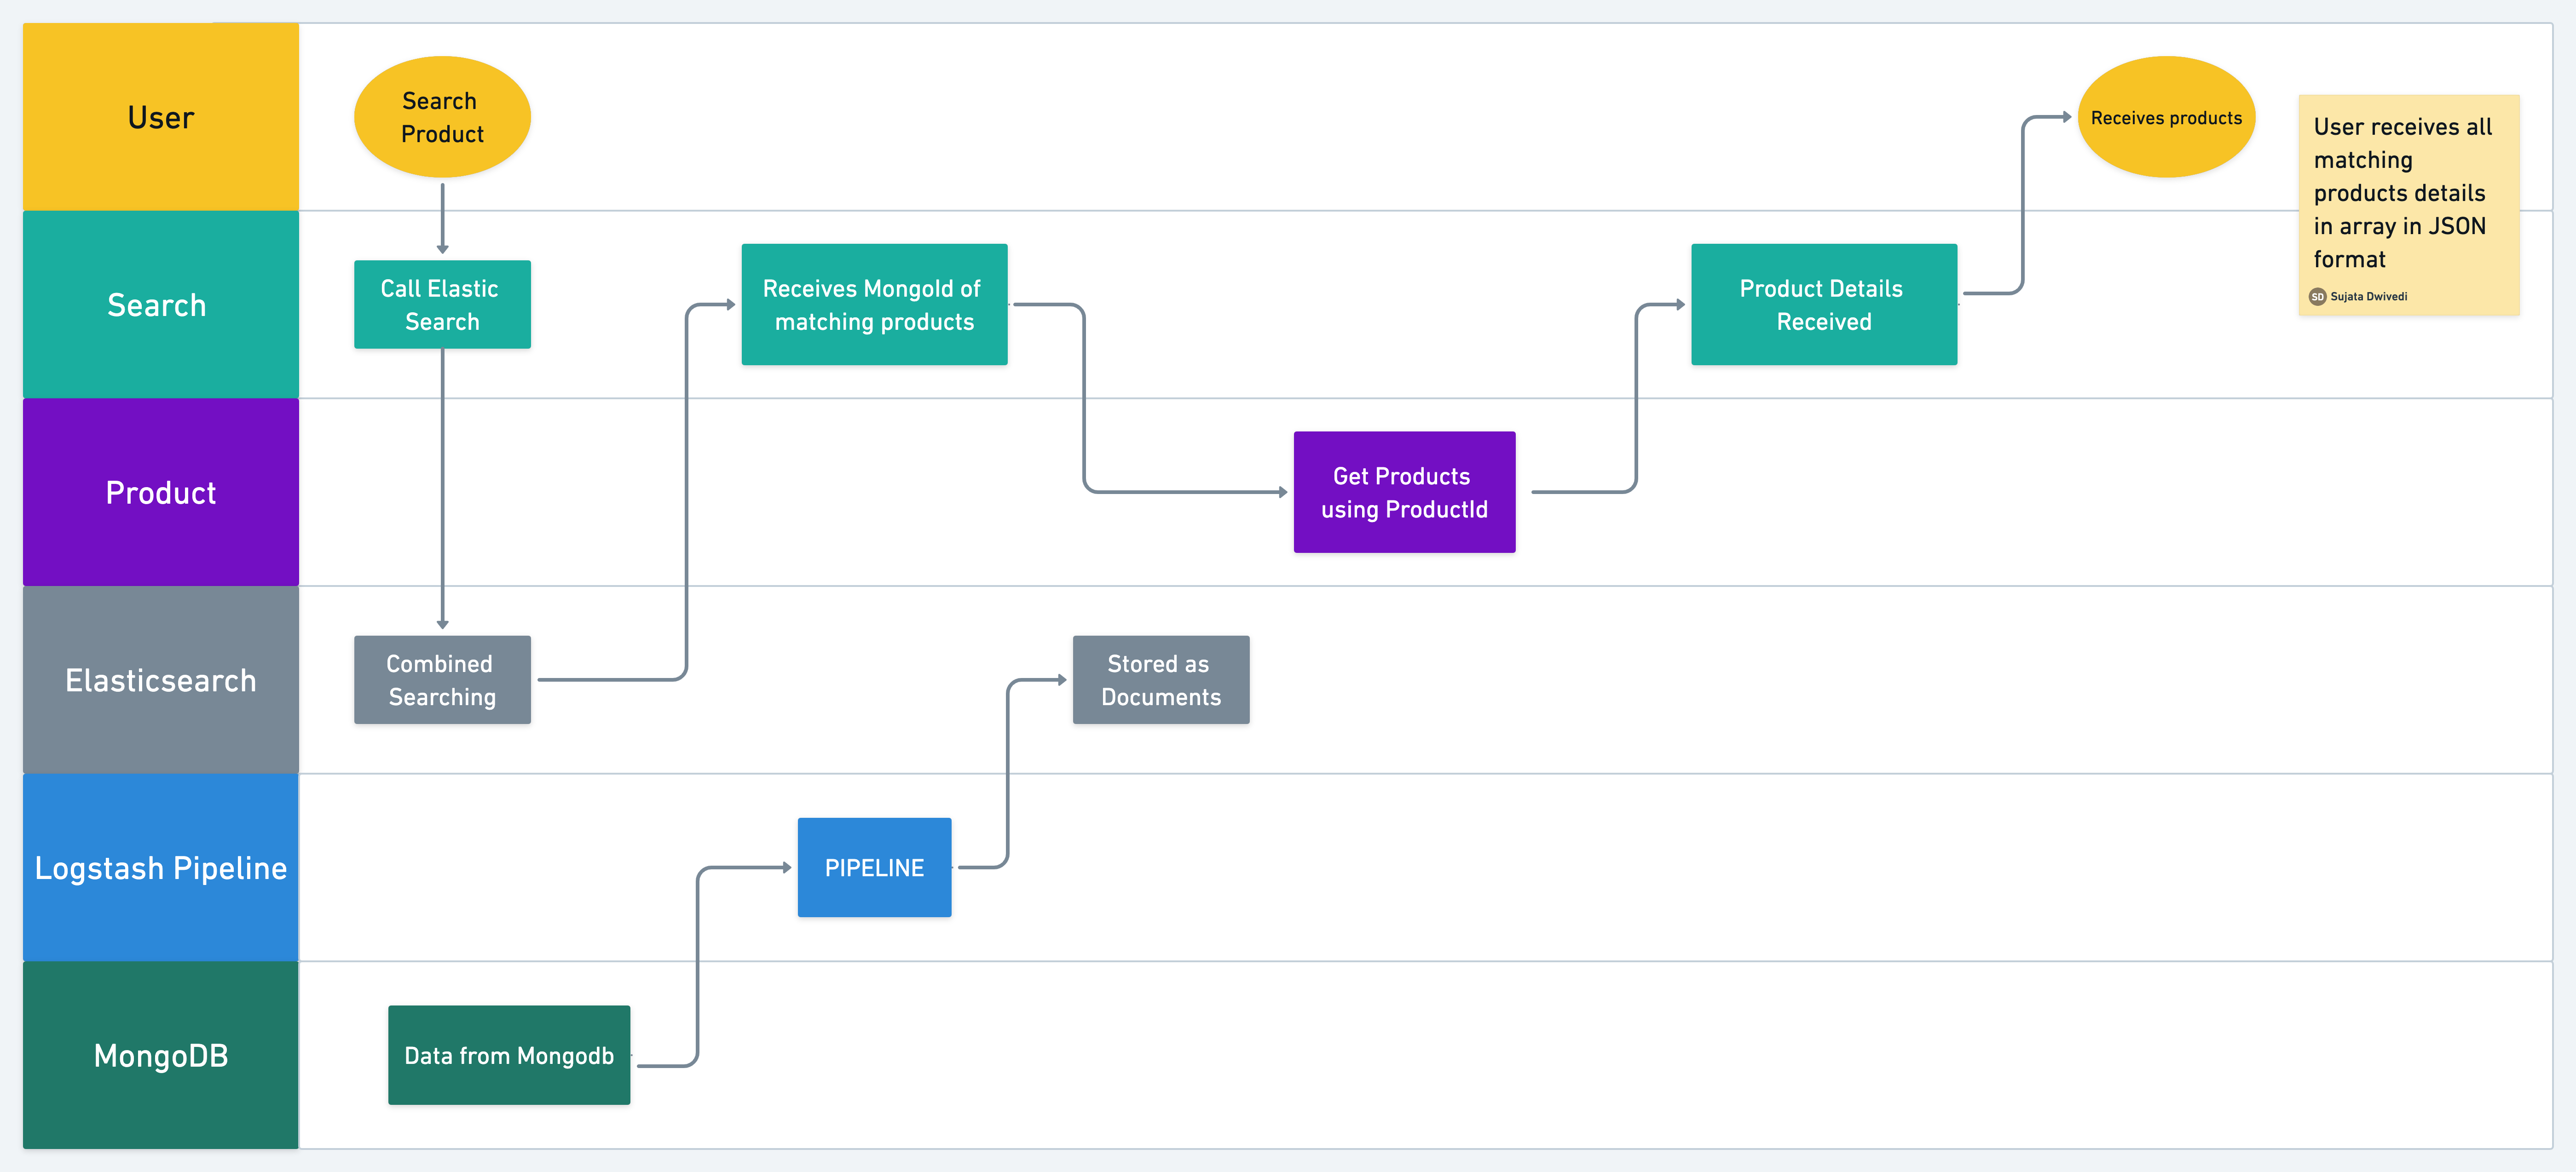 User
Search
Product
Receives products
User receives all
matching
products details
in array in JSON
format
SD Sujata Dwivedi
Search
Call Elastic
Search
Receives MongoId of
matching products
Product Details
Received
Product
Get Products
using ProductId
Elasticsearch
Combined
Searching
Stored as
Documents
Logstash Pipeline
PIPELINE
MongoDB
Data from Mongodb